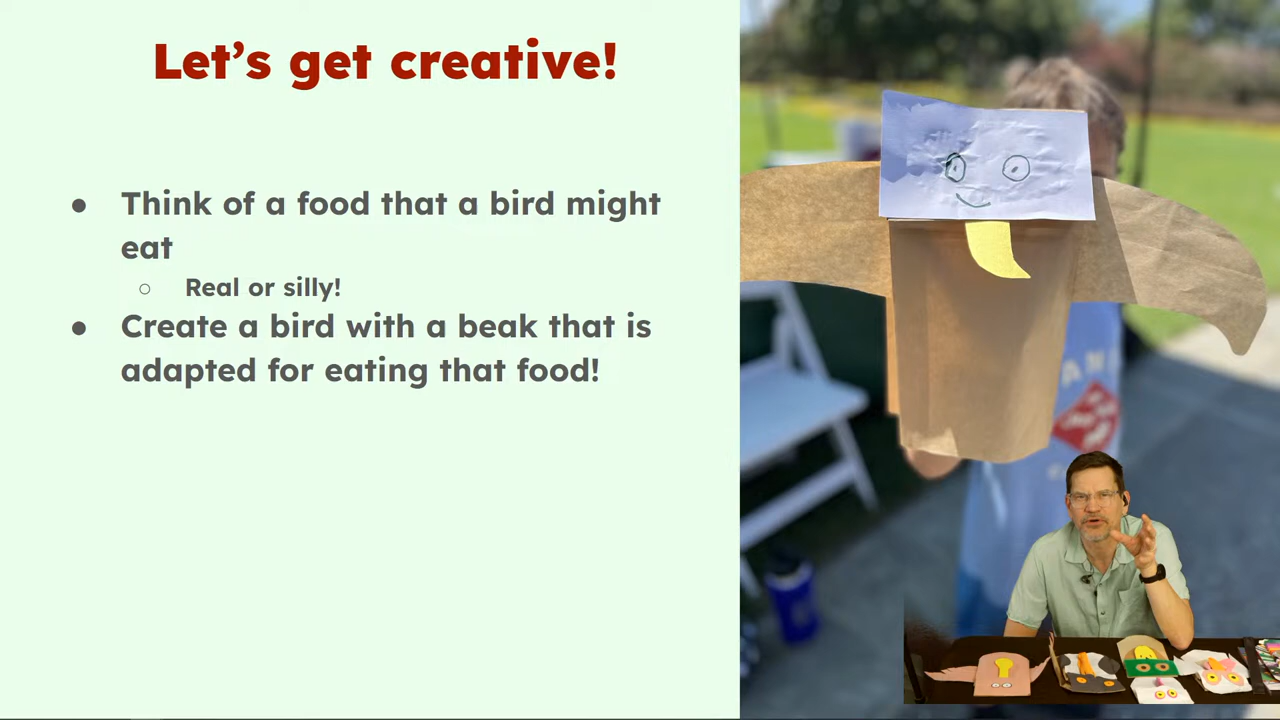 Let’s get creative!
● Think of a food that a bird might
eat
○ Real or silly!
● Create a bird with a beak that is
adapted for eating that food!